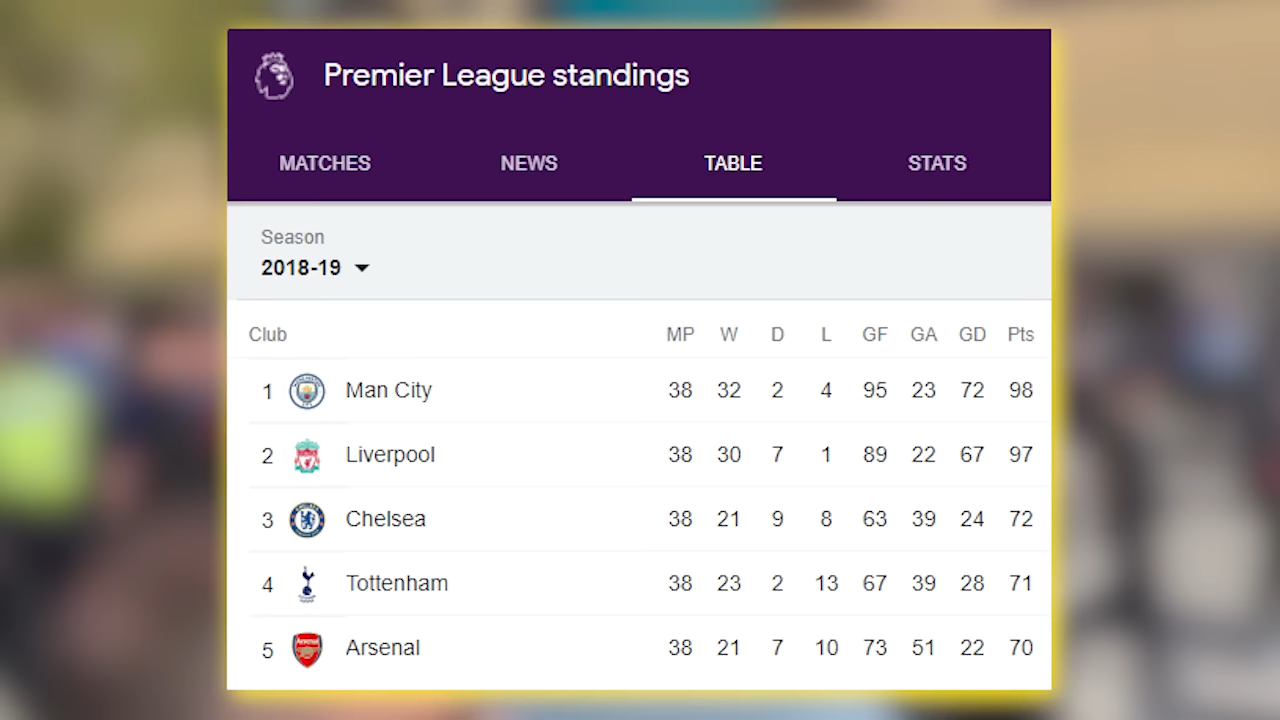 Premier League standings
MATCHES NEWS TABLE STATS
Season
2018-19
Club MP W D L GF GA GD Pts
1 Man City 38 32 2 4 95 23 72 98
2 Liverpool 38 30 7 1 89 22 67 97
3 Chelsea 38 21 9 8 63 39 24 72
4 Tottenham 38 23 2 13 67 39 28 71
5 Arsenal 38 21 7 10 73 51 22 70